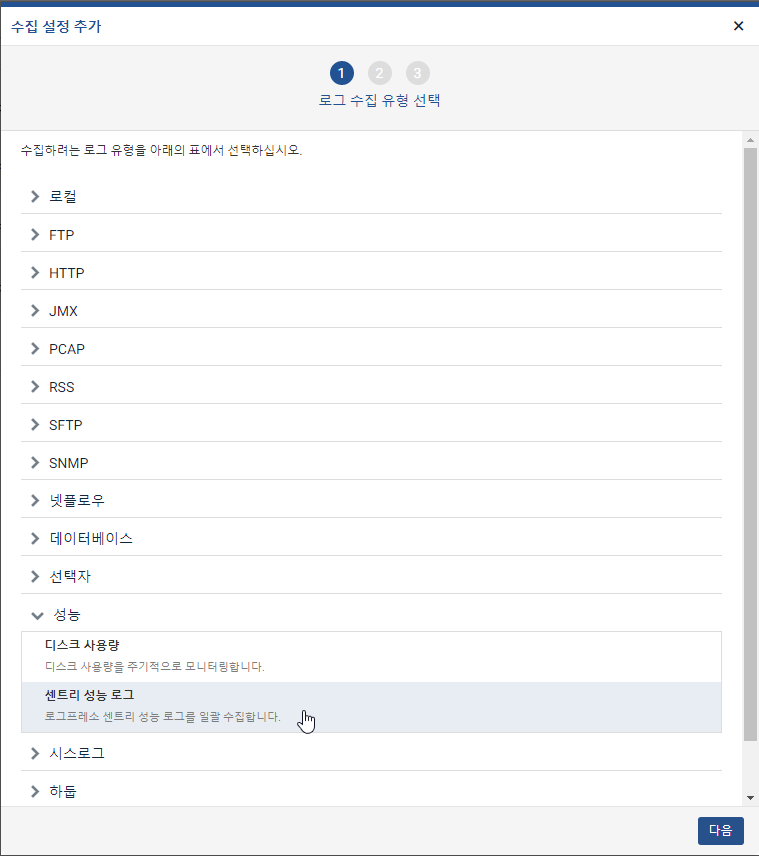 수집 설정 추가
1 2 3
로그 수집 유형 선택
수집하려는 로그 유형을 아래의 표에서 선택하십시오.
로컬
FTP
HTTP
JMX
PCAP
RSS
SFTP
SNMP
넷플로우
데이터베이스
선택자
성능
디스크 사용량
디스크 사용량을 주기적으로 모니터링합니다.
센트리 성능 로그
로그프레소 센트리 성능 로그를 일괄 수집합니다.
시스로그
하둡
다음